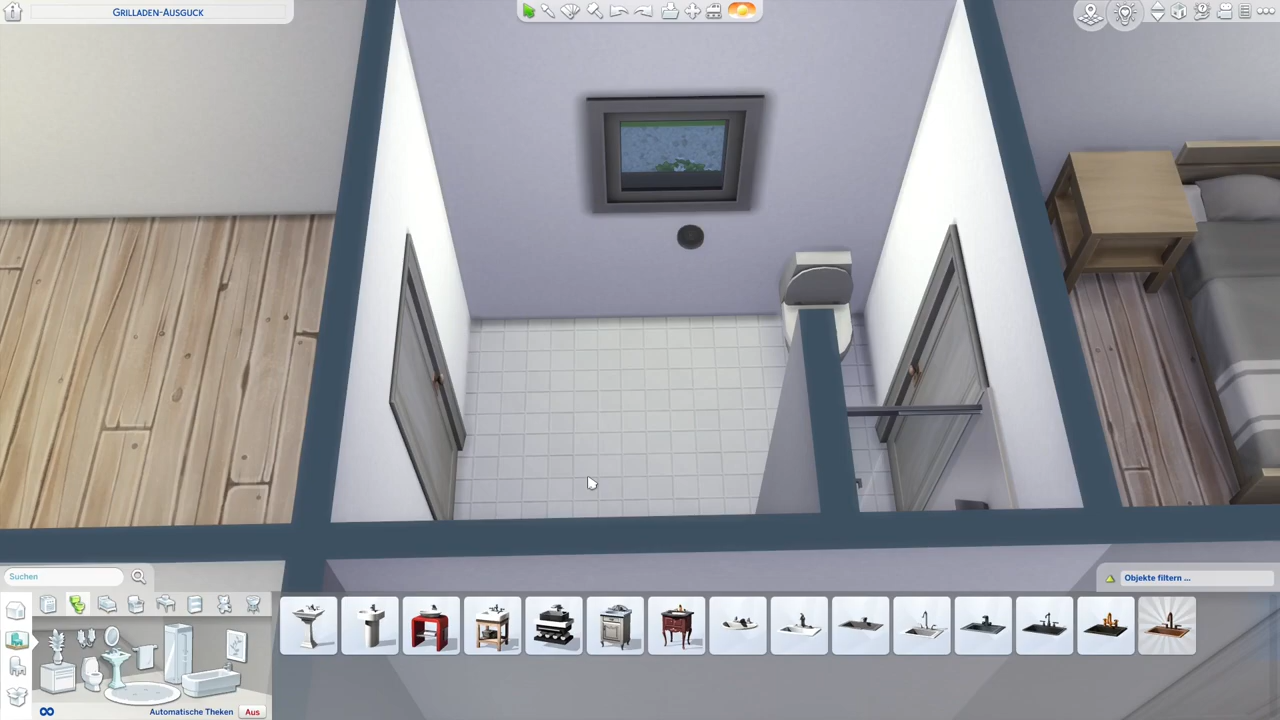 GRILLADEN-AUSGUCK
Suchen
Objekte filtern ...
Automatische Theken
Aus